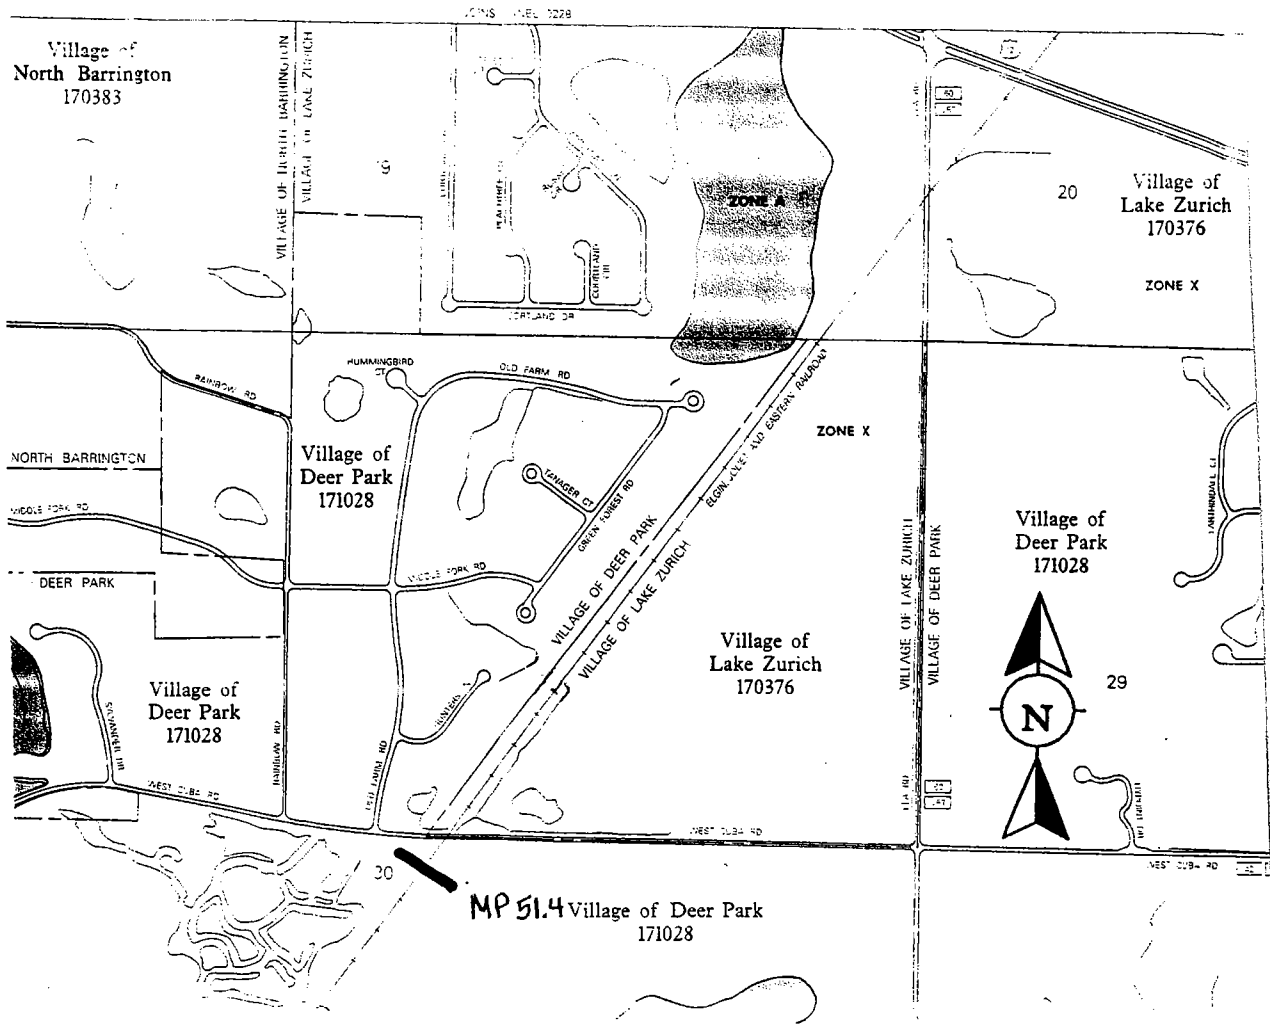 Village of
North Barrington
170383
VILLAGE OF NORTH BARRINGTON
VILLAGE OF LAKE ZURICH
ZONE A
20
Village of
Lake Zurich
170376
ZONE X
CORTLAND DR
HUMMINGBIRD
CT
OLD FARM RD
RAINBOW RD
ZONE X
NORTH BARRINGTON
Village of
Deer Park
171028
TANAGER CT
GREEN FOREST RD
MIDDLE FORK RD
MIDDLE FORK RD
DEER PARK
VILLAGE OF DEER PARK
VILLAGE OF LAKE ZURICH
ELGIN, JOLIET AND EASTERN RAILROAD
VILLAGE OF LAKE ZURICH
VILLAGE OF DEER PARK
Village of
Deer Park
171028
Village of
Lake Zurich
170376
29
N
Village of
Deer Park
171028
RAINBOW RD
OLD FARM RD
WEST CUBA RD
WEST CUBA RD
WEST CUBA RD
30
MP 51.4 Village of Deer Park
171028